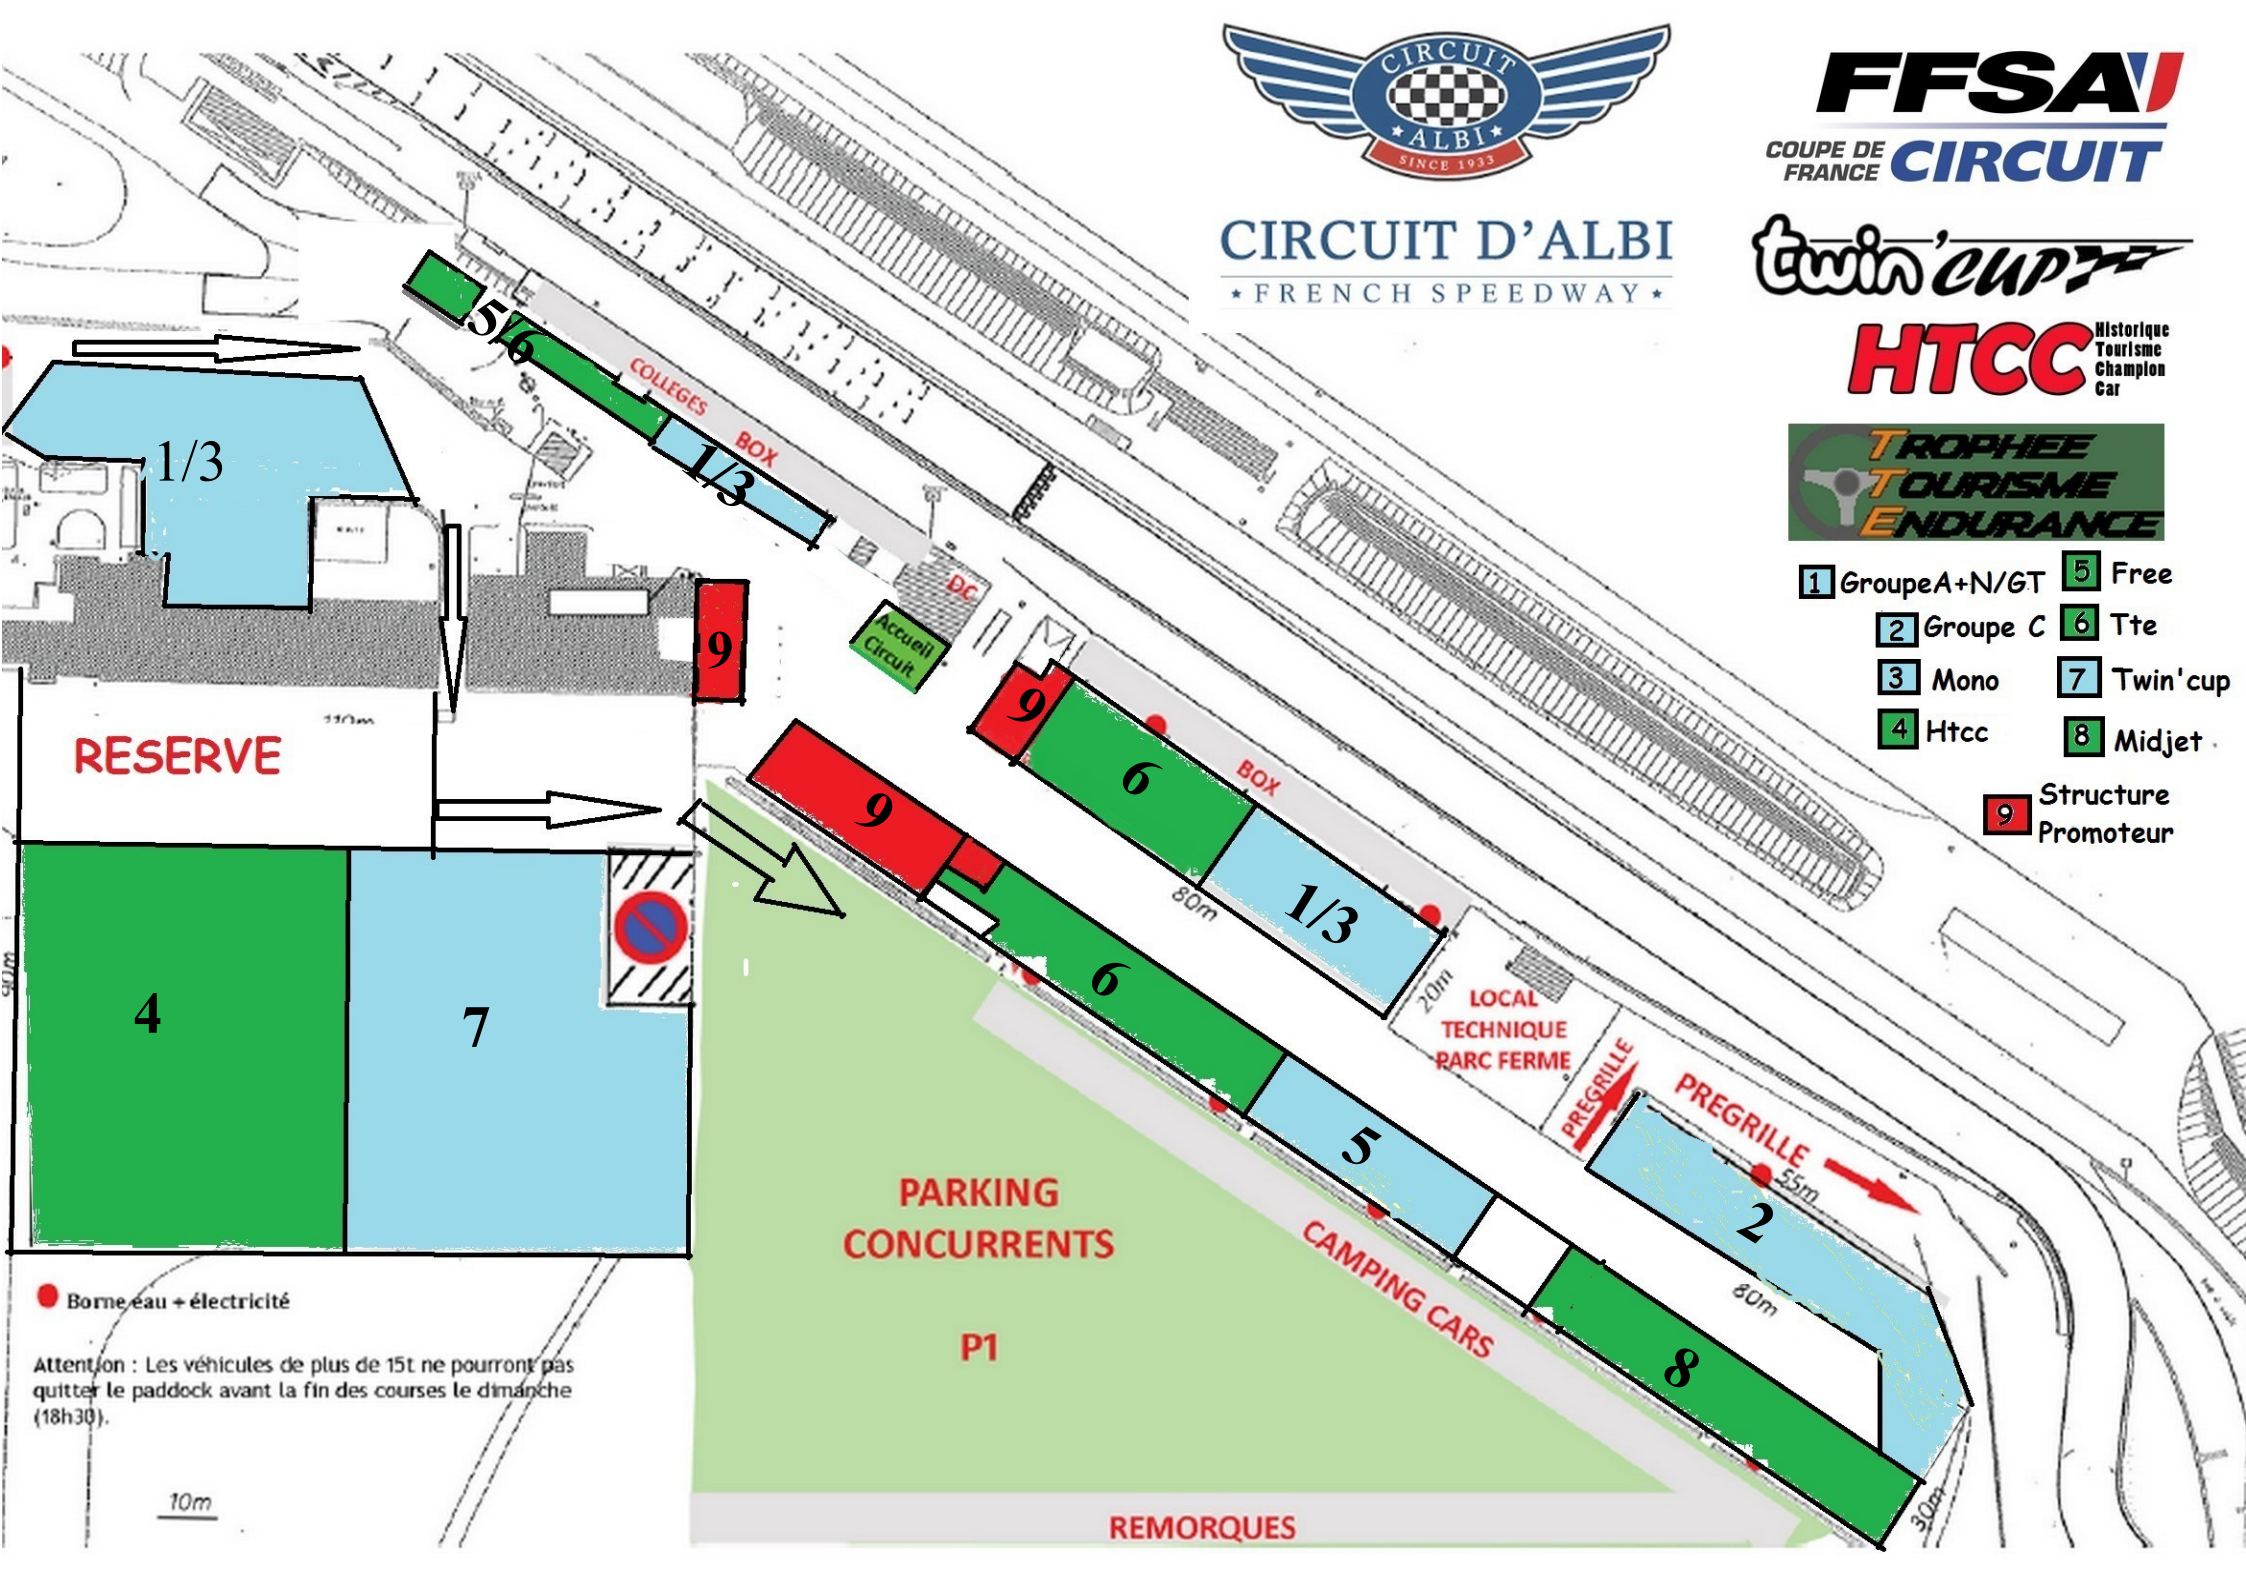 CIRCUIT
★ ALBI ★
SINCE 1933
CIRCUIT D'ALBI
★ FRENCH SPEEDWAY ★
FFSA
COUPE DE
FRANCE
CIRCUIT
twin'cup
HTCC
Historique
Tourisme
Champion
Car
TROPHEE
TOURISME
ENDURANCE
1 GroupeA+N/GT
5 Free
2 Groupe C
6 Tte
3 Mono
7 Twin'cup
4 Htcc
8 Midjet
9 Structure
Promoteur
5/6
COLLEGES
BOX
1/3
1/3
DC
Accueil
Circuit
9
9
RESERVE
110m
6
BOX
9
1/3
80m
20m
6
LOCAL
TECHNIQUE
PARC FERME
PREGRILLE
PREGRILLE
55m
4
7
5
2
80m
PARKING
CONCURRENTS
P1
CAMPING CARS
8
30m
REMORQUES
90m
Borne eau + électricité
Attention : Les véhicules de plus de 15t ne pourront pas
quitter le paddock avant la fin des courses le dimanche
(18h30).
10m